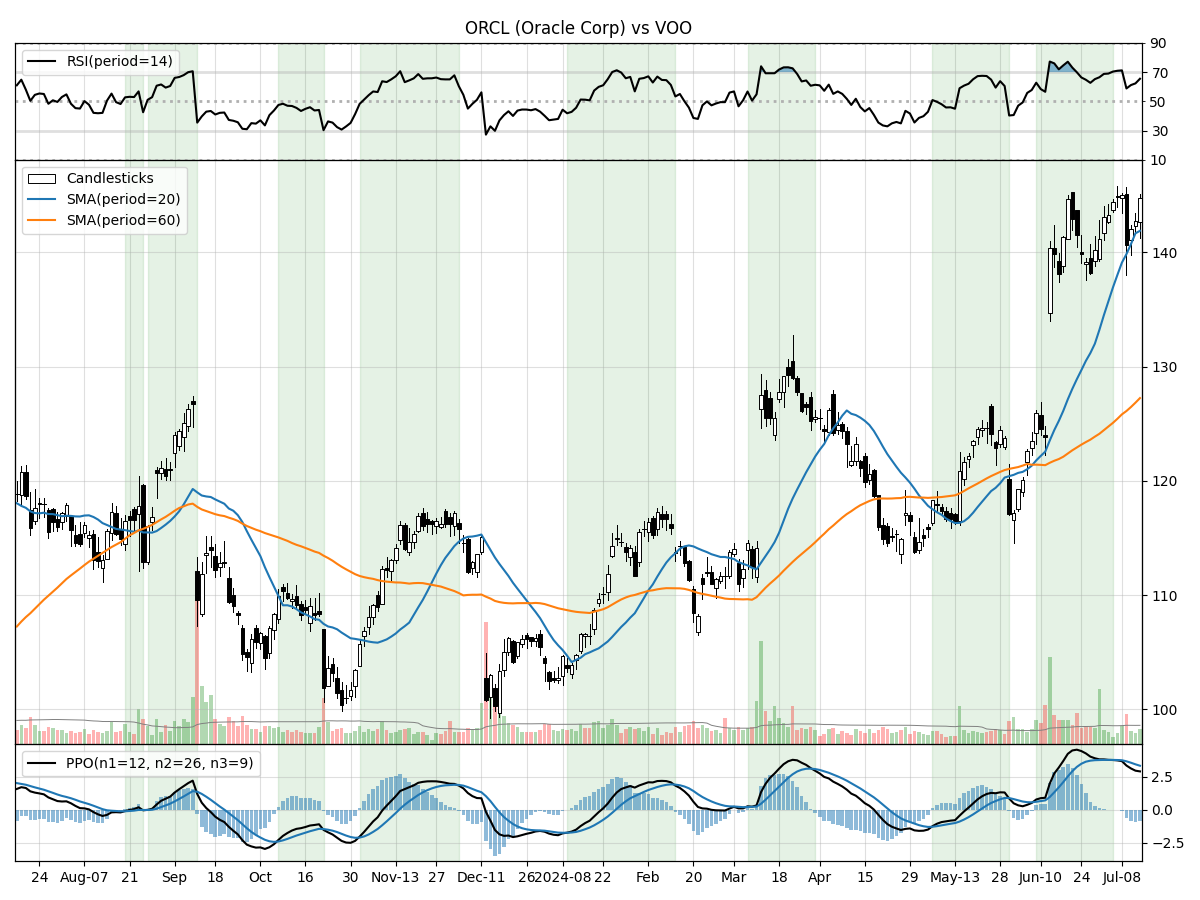 ORCL (Oracle Corp) vs VOO
RSI(period=14)
90
70
50
30
10
Candlesticks
SMA(period=20)
SMA(period=60)
140
130
120
110
100
PPO(n1=12, n2=26, n3=9)
2.5
0.0
−2.5
24 Aug-07 21 Sep 18 Oct 16 30 Nov-13 27 Dec-11 26 2024-08 22 Feb 20 Mar 18 Apr 15 29 May-13 28 Jun-10 24 Jul-08